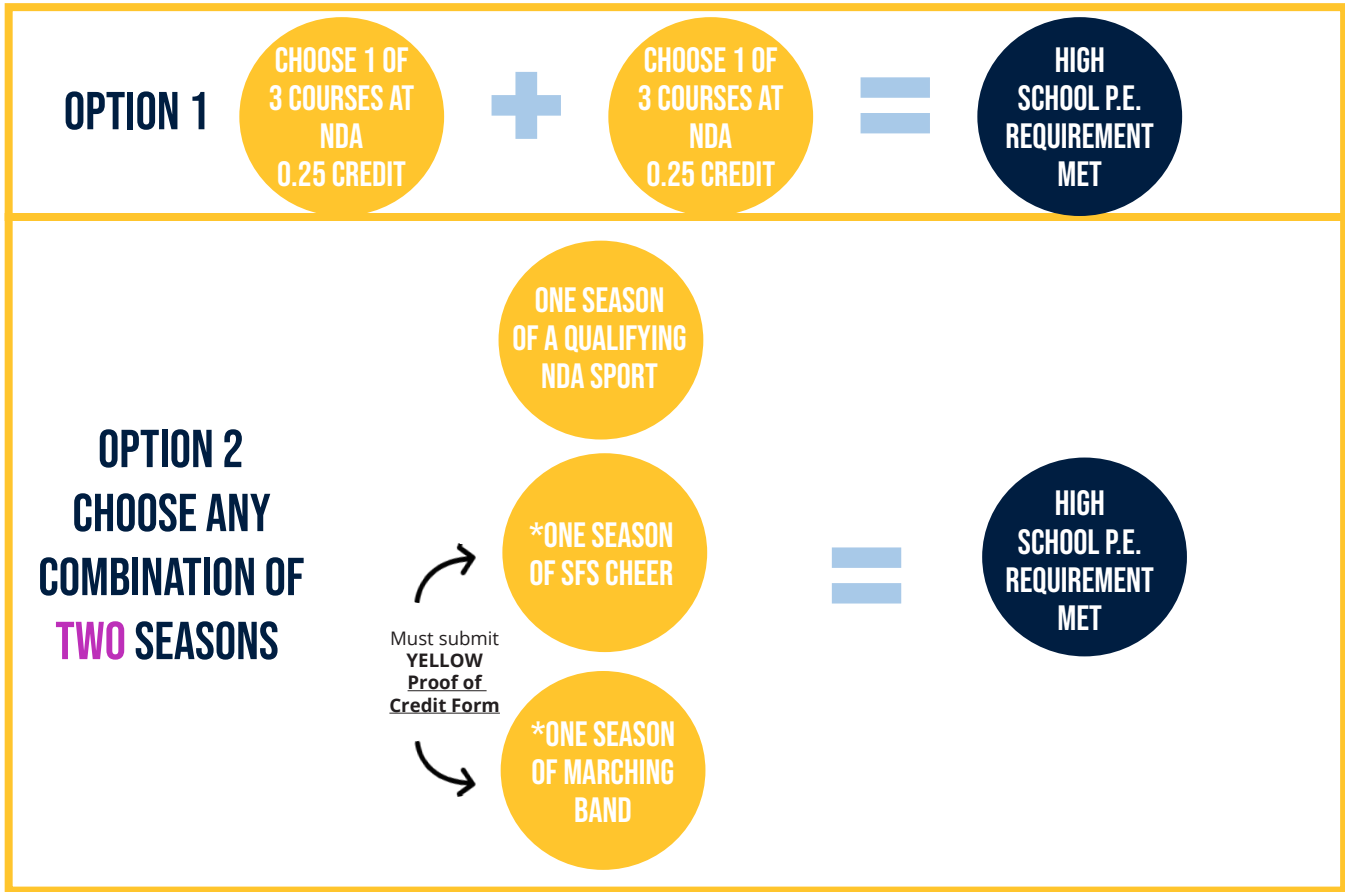 OPTION 1
CHOOSE 1 OF
3 COURSES AT
NDA
0.25 CREDIT
CHOOSE 1 OF
3 COURSES AT
NDA
0.25 CREDIT
HIGH
SCHOOL P.E.
REQUIREMENT
MET
OPTION 2
CHOOSE ANY
COMBINATION OF
TWO SEASONS
ONE SEASON
OF A QUALIFYING
NDA SPORT
*ONE SEASON
OF SFS CHEER
Must submit
YELLOW
Proof of
Credit Form
*ONE SEASON
OF MARCHING
BAND
HIGH
SCHOOL P.E.
REQUIREMENT
MET